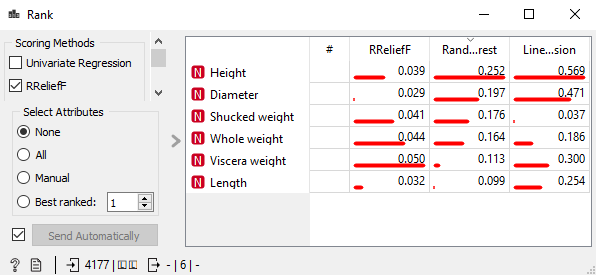 Rank
Scoring Methods
Univariate Regression
RReliefF
Select Attributes
None
All
Manual
Best ranked: 1
Send Automatically
# RReliefF Rand...rest Line...sion
N Height 0.039 0.252 0.569
N Diameter 0.029 0.197 0.471
N Shucked weight 0.041 0.176 0.037
N Whole weight 0.044 0.164 0.186
N Viscera weight 0.050 0.113 0.300
N Length 0.032 0.099 0.254
? 4177 | - | 6 | -